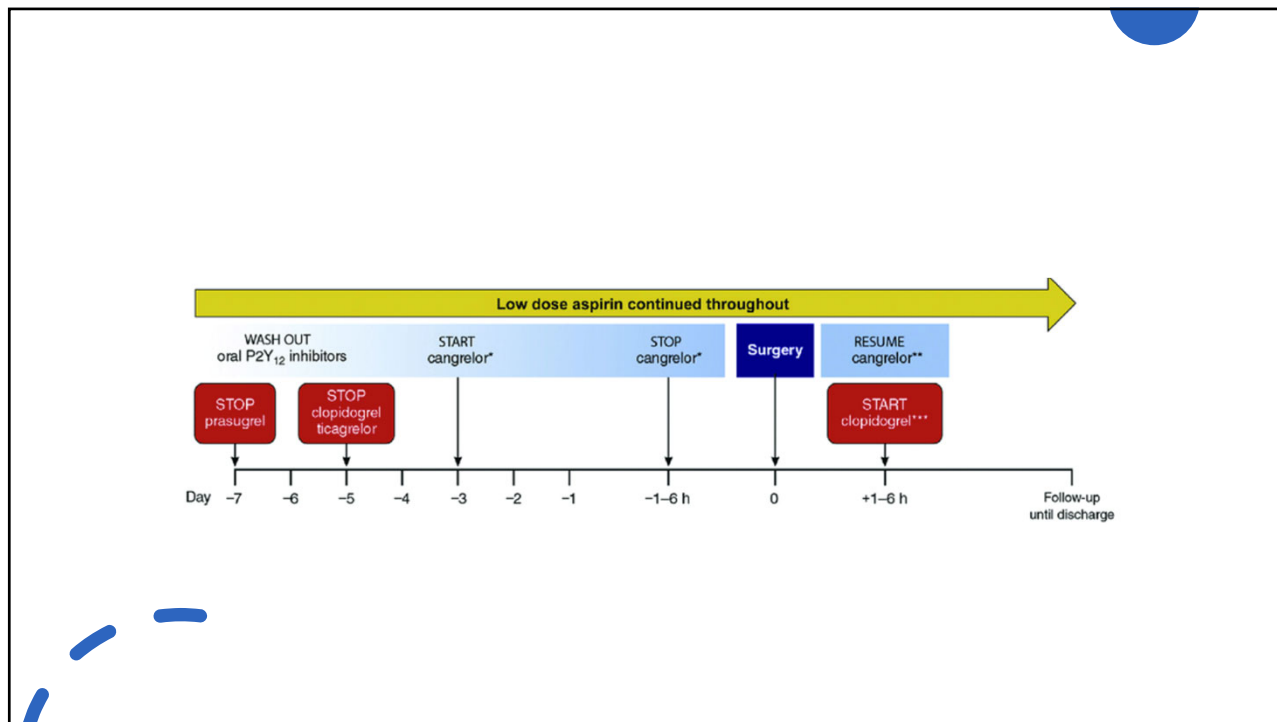 Low dose aspirin continued throughout
WASH OUT
oral P2Y₁₂ inhibitors
START
cangrelor*
STOP
cangrelor*
Surgery
RESUME
cangrelor**
STOP
prasugrel
STOP
clopidogrel
ticagrelor
START
clopidogrel***
Day −7 −6 −5 −4 −3 −2 −1 −1–6 h 0 +1–6 h Follow-up
until discharge